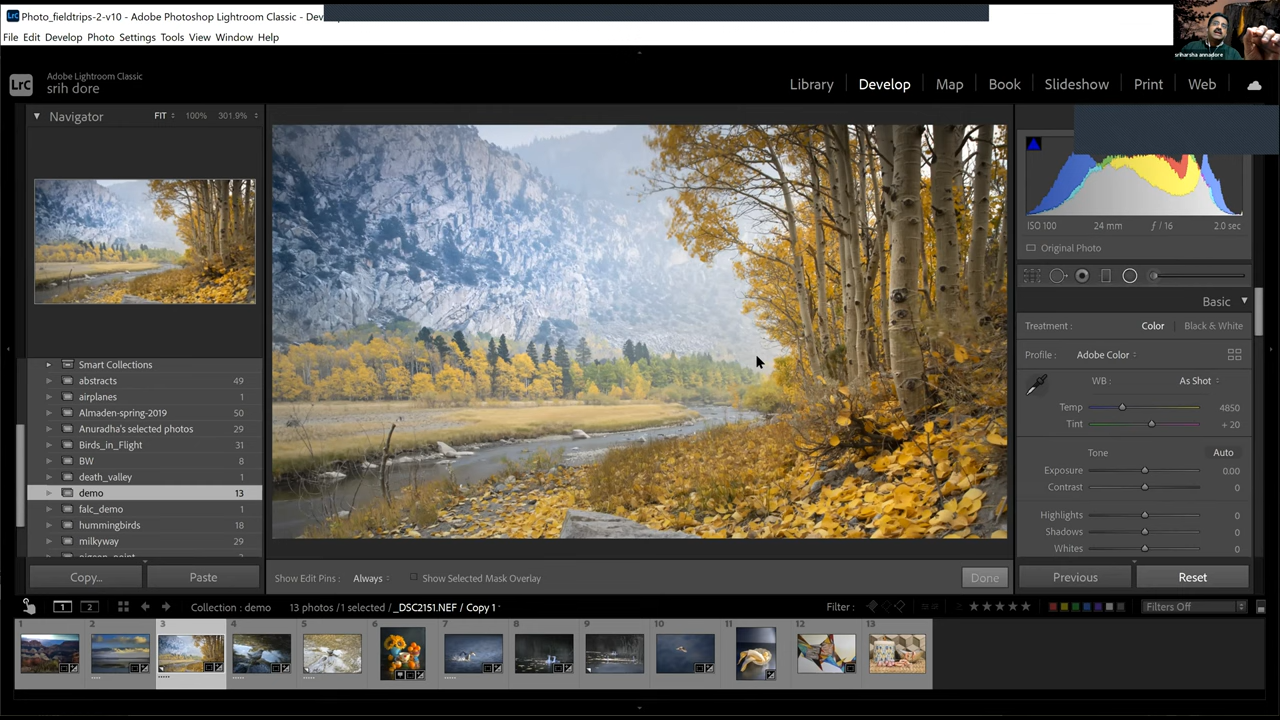 Photo_fieldtrips-2-v10 - Adobe Photoshop Lightroom Classic - Dev
File Edit Develop Photo Settings Tools View Window Help
sriharsha annadore
LrC
Adobe Lightroom Classic
srih dore
Library Develop Map Book Slideshow Print Web
Navigator FIT 100% 301.9%
ISO 100 24 mm f / 16 2.0 sec
Original Photo
Basic
Treatment : Color Black & White
Profile : Adobe Color
WB : As Shot
Temp 4850
Tint + 20
Tone Auto
Exposure 0.00
Contrast 0
Highlights 0
Shadows 0
Whites 0
Smart Collections
abstracts 49
airplanes 1
Almaden-spring-2019 50
Anuradha's selected photos 29
Birds_in_Flight 31
BW 8
death_valley 1
demo 13
falc_demo 1
hummingbirds 18
milkyway 29
Copy... Paste
Show Edit Pins : Always Show Selected Mask Overlay Done
Previous Reset
1 2 Collection : demo 13 photos /1 selected / _DSC2151.NEF / Copy 1 Filter : Filters Off
1 2 3 4 5 6 7 8 9 10 11 12 13